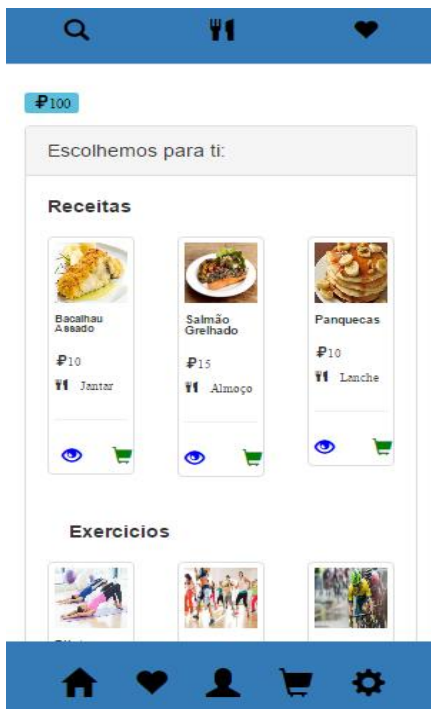 ₽100
Escolhemos para ti:
Receitas
Bacalhau
Assado
₽10
Jantar
Salmão
Grelhado
₽15
Almoço
Panquecas
₽10
Lanche
Exercicios